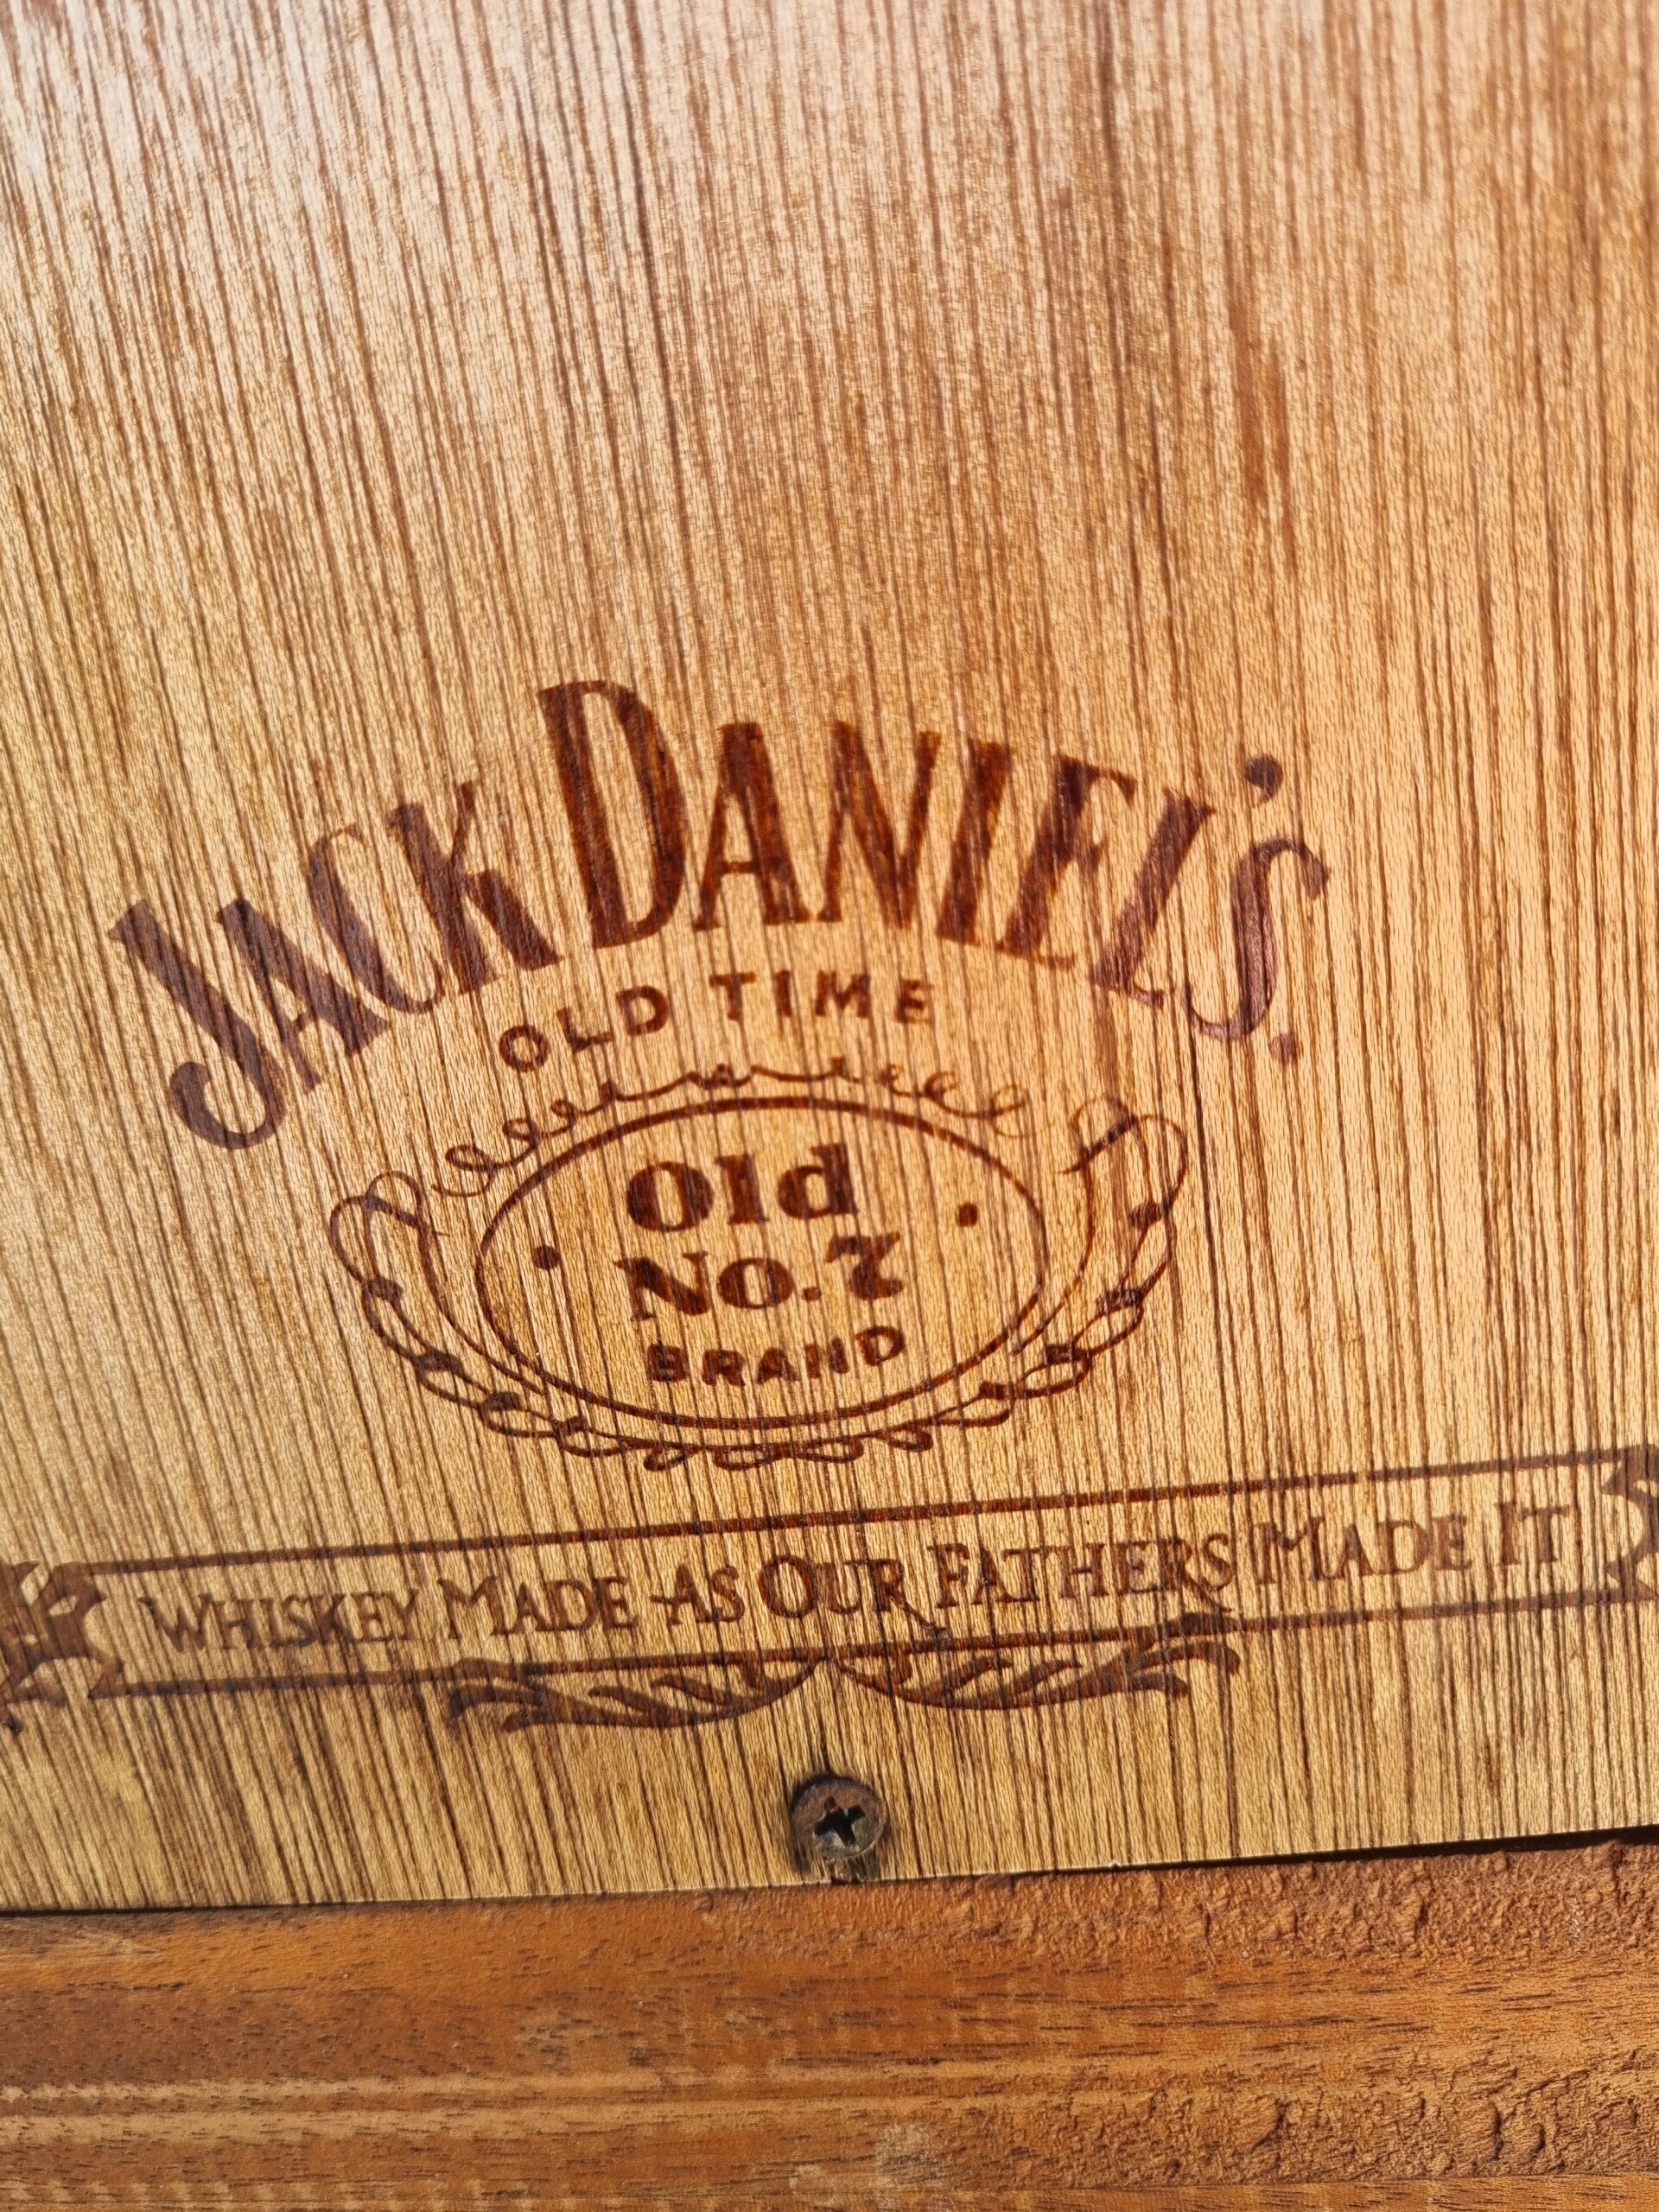 JACK DANIEL'S.
OLD TIME
Old
No. 7
BRAND
WHISKEY MADE AS OUR FATHERS MADE IT